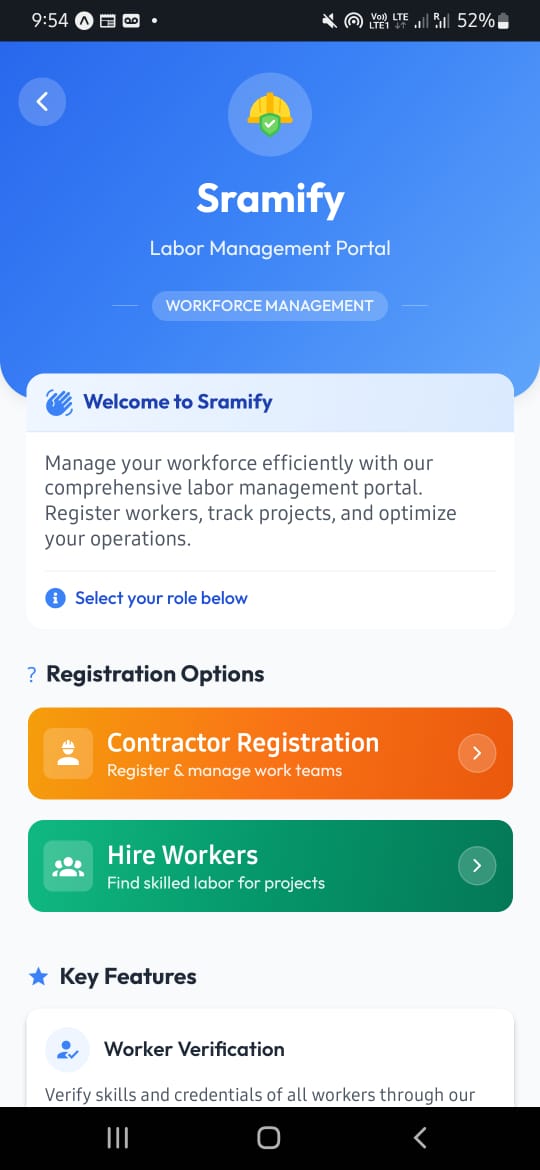 9:54
Vo)) LTE
LTE1
R
52%
Sramify
Labor Management Portal
WORKFORCE MANAGEMENT
Welcome to Sramify
Manage your workforce efficiently with our
comprehensive labor management portal.
Register workers, track projects, and optimize
your operations.
Select your role below
? Registration Options
Contractor Registration
Register & manage work teams
Hire Workers
Find skilled labor for projects
Key Features
Worker Verification
Verify skills and credentials of all workers through our